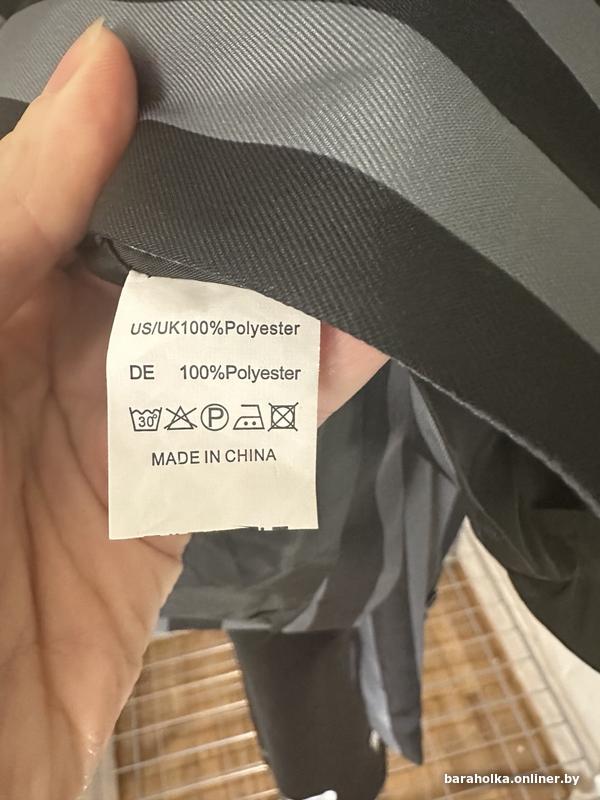 US/UK100%Polyester
DE 100%Polyester
30° P
MADE IN CHINA
baraholka.onliner.by